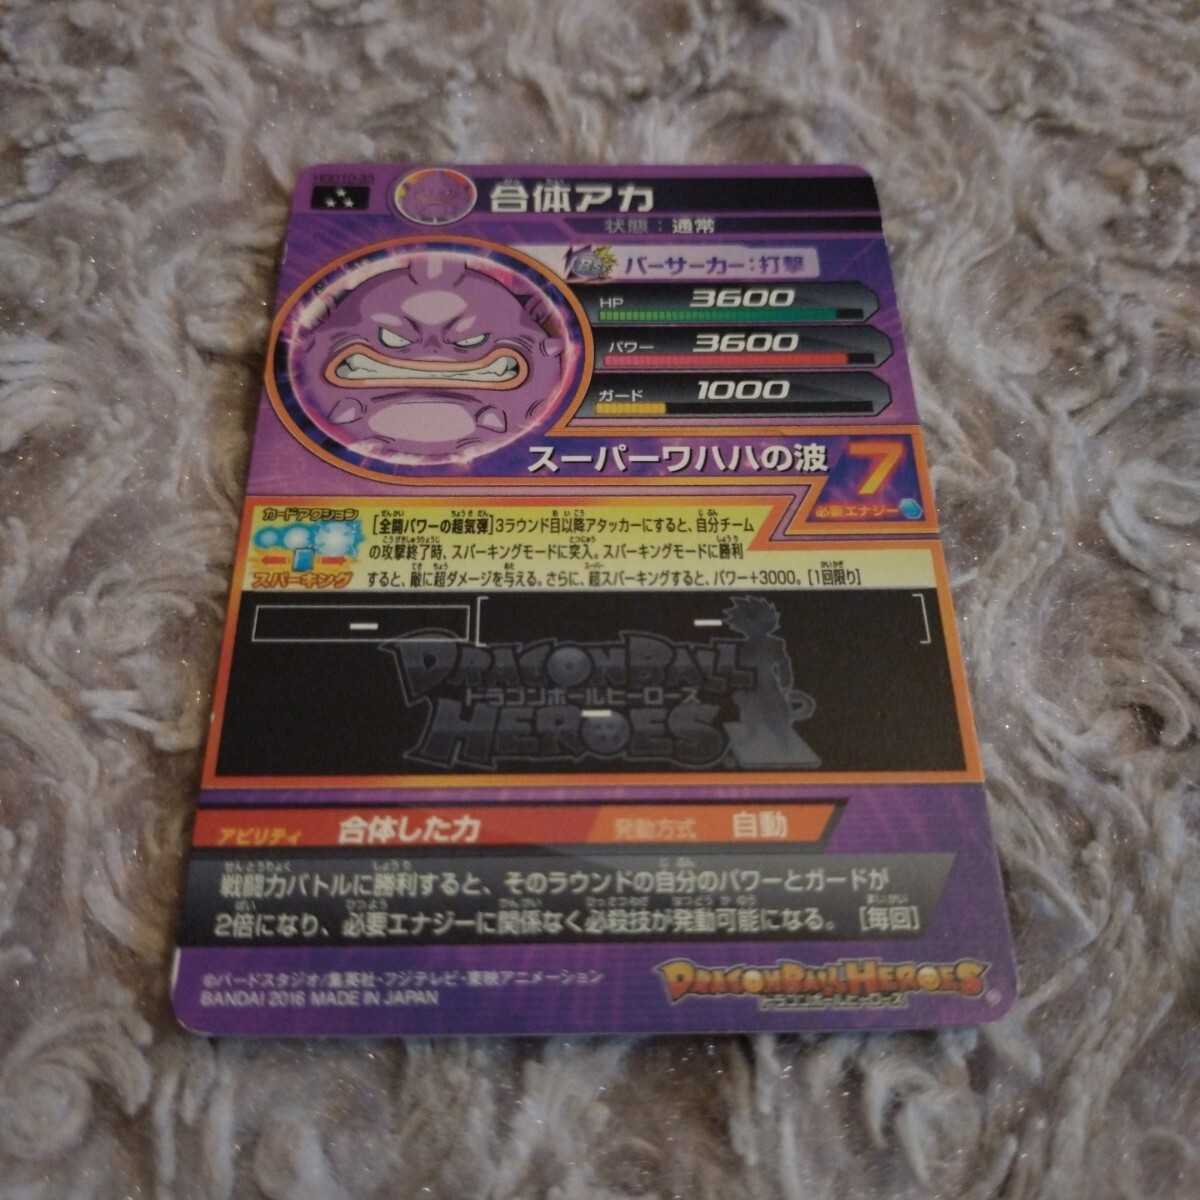 HGD10-33
合体アカ
がったい
状態：通常
バーサーカー：打撃
HP 3600
パワー 3600
ガード 1000
スーパーワハハの波 7
必要エナジー
カードアクション
スパーキング
[全開パワーの超気弾]3ラウンド目以降アタッカーにすると、自分チーム
の攻撃終了時、スパーキングモードに突入。スパーキングモードに勝利
すると、敵に超ダメージを与える。さらに、超スパーキングすると、パワー+3000。[1回限り]
DRAGON BALL
ドラゴンボールヒーローズ
HEROES
アビリティ 合体した力 発動方式 自動
戦闘力バトルに勝利すると、そのラウンドの自分のパワーとガードが
2倍になり、必要エナジーに関係なく必殺技が発動可能になる。[毎回]
©バードスタジオ/集英社・フジテレビ・東映アニメーション
BANDAI 2016 MADE IN JAPAN
DRAGON BALL HEROES
ドラゴンボールヒーローズ